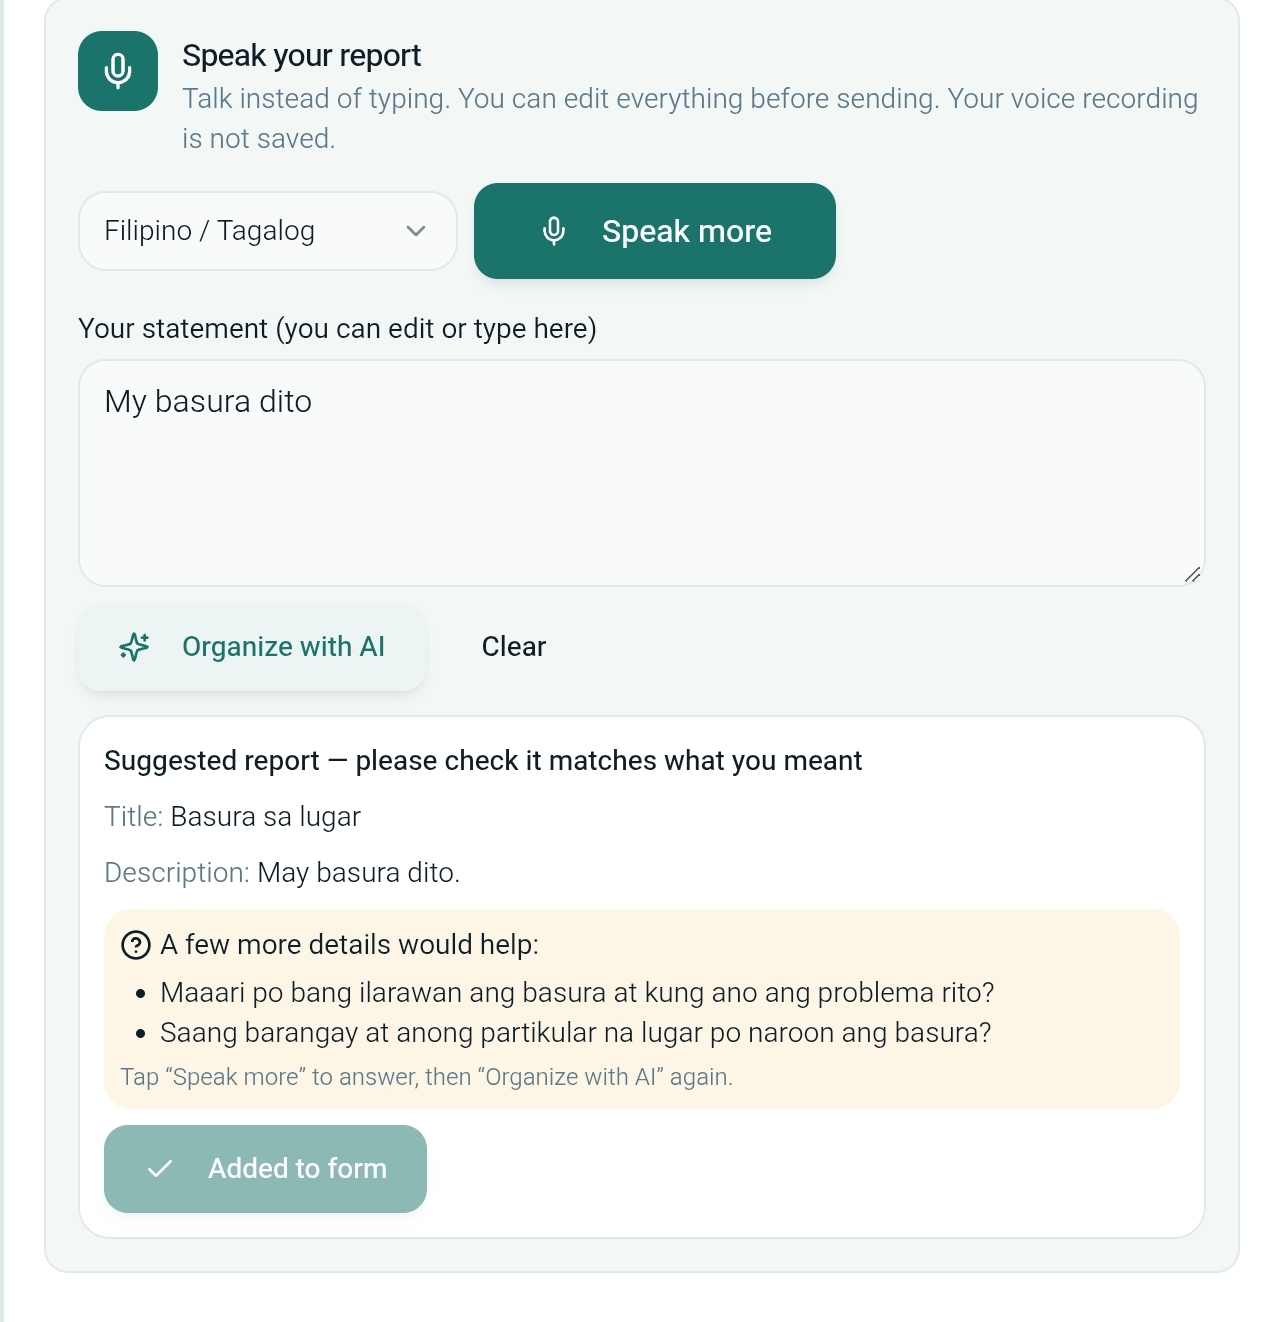 Speak your report
Talk instead of typing. You can edit everything before sending. Your voice recording
is not saved.
Filipino / Tagalog
Speak more
Your statement (you can edit or type here)
My basura dito
Organize with AI
Clear
Suggested report — please check it matches what you meant
Title: Basura sa lugar
Description: May basura dito.
A few more details would help:
• Maaari po bang ilarawan ang basura at kung ano ang problema rito?
• Saang barangay at anong partikular na lugar po naroon ang basura?
Tap “Speak more” to answer, then “Organize with AI” again.
Added to form